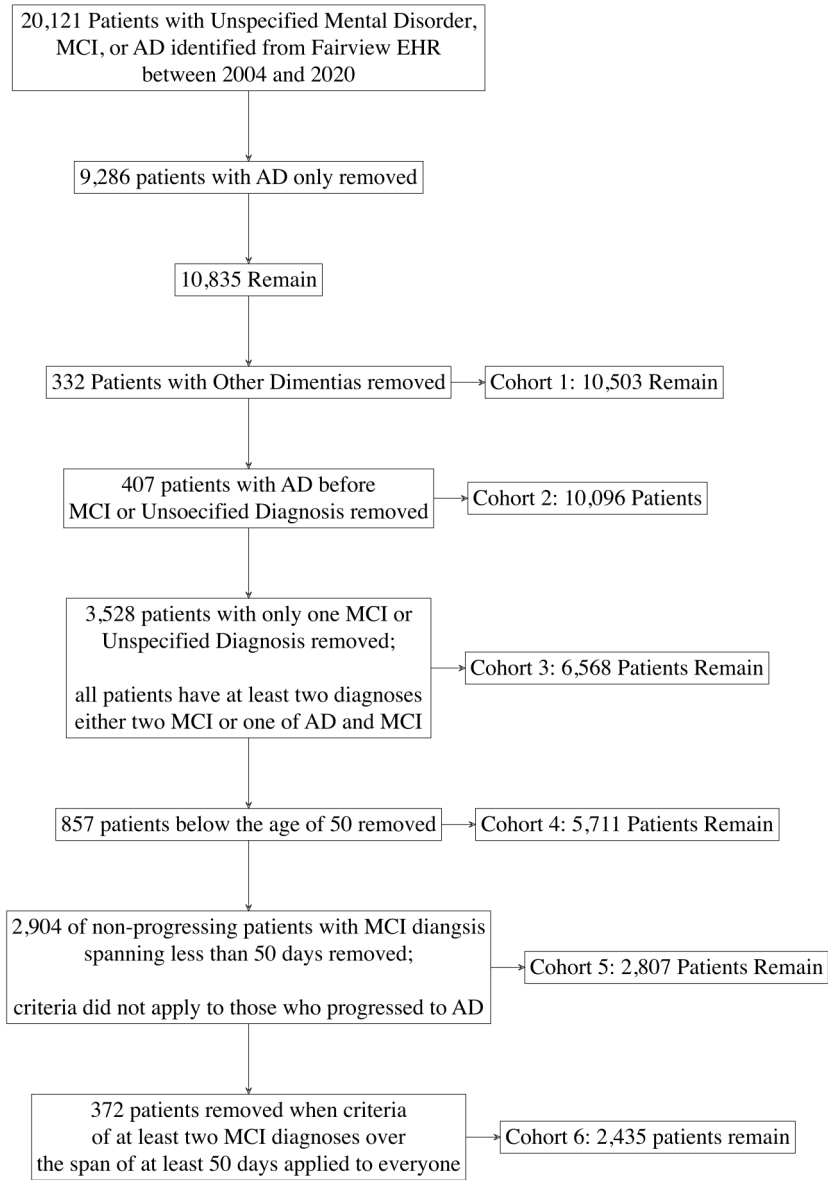 20,121 Patients with Unspecified Mental Disorder,
MCI, or AD identified from Fairview EHR
between 2004 and 2020
9,286 patients with AD only removed
10,835 Remain
332 Patients with Other Dimentias removed
Cohort 1: 10,503 Remain
407 patients with AD before
MCI or Unsoecified Diagnosis removed
Cohort 2: 10,096 Patients
3,528 patients with only one MCI or
Unspecified Diagnosis removed;
all patients have at least two diagnoses
either two MCI or one of AD and MCI
Cohort 3: 6,568 Patients Remain
857 patients below the age of 50 removed
Cohort 4: 5,711 Patients Remain
2,904 of non-progressing patients with MCI diangsis
spanning less than 50 days removed;
criteria did not apply to those who progressed to AD
Cohort 5: 2,807 Patients Remain
372 patients removed when criteria
of at least two MCI diagnoses over
the span of at least 50 days applied to everyone
Cohort 6: 2,435 patients remain